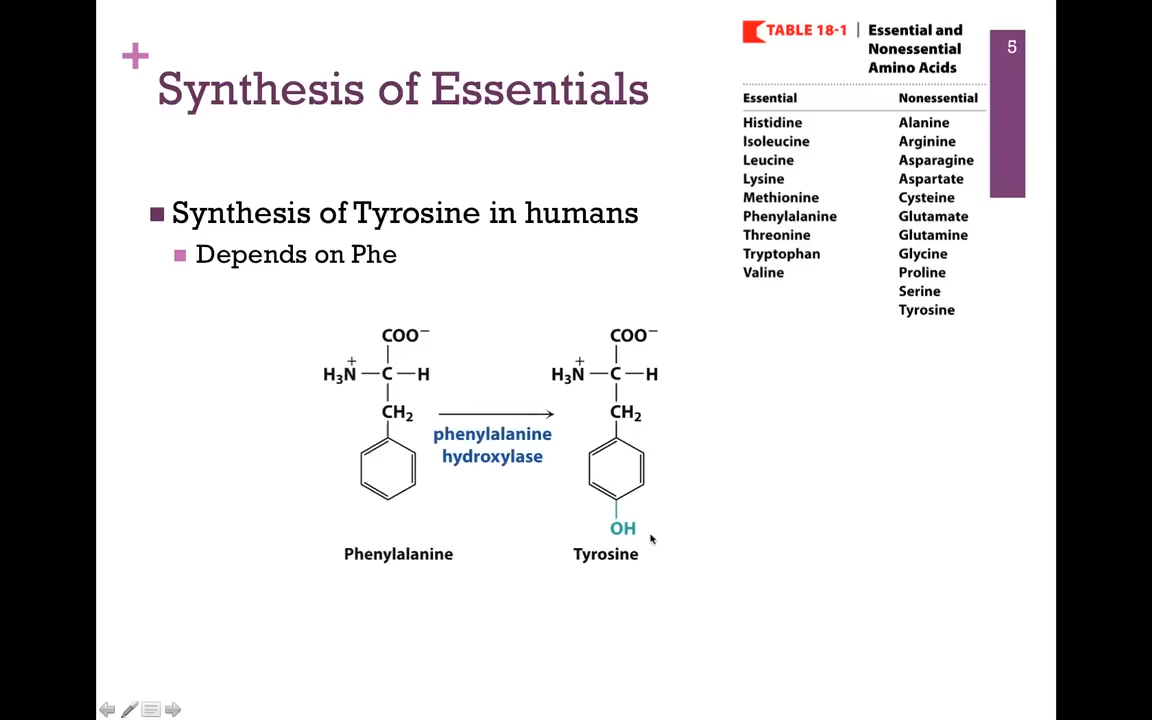 +
Synthesis of Essentials
Synthesis of Tyrosine in humans
Depends on Phe
TABLE 18-1 | Essential and
Nonessential
Amino Acids
5
Essential Nonessential
Histidine Alanine
Isoleucine Arginine
Leucine Asparagine
Lysine Aspartate
Methionine Cysteine
Phenylalanine Glutamate
Threonine Glutamine
Tryptophan Glycine
Valine Proline
Serine
Tyrosine
COO⁻ COO⁻
+ +
H₃N—C—H H₃N—C—H
CH₂ CH₂
phenylalanine
hydroxylase
OH
Phenylalanine Tyrosine